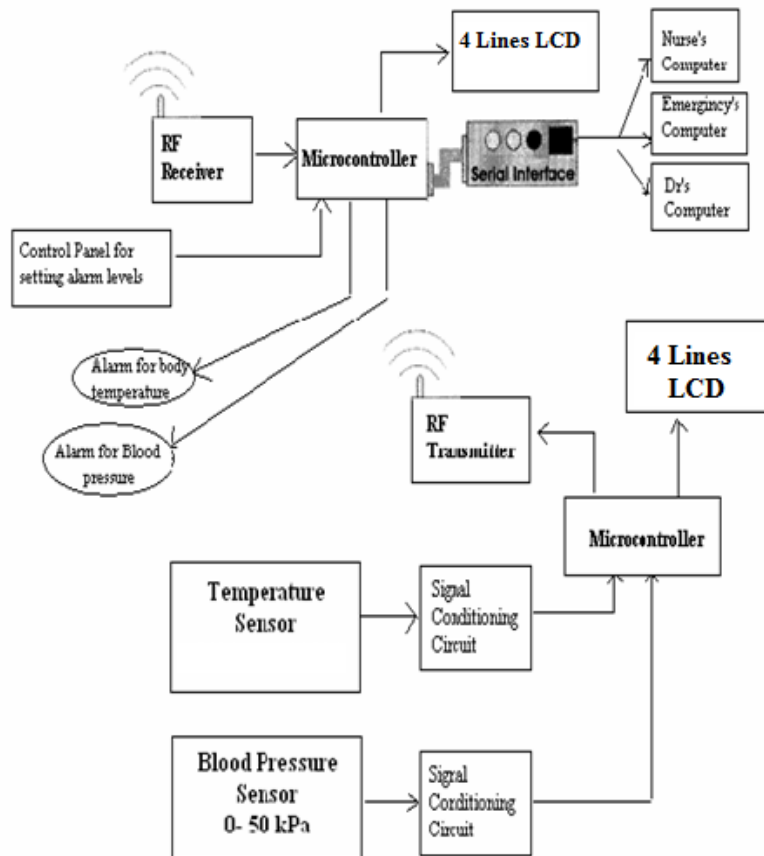 4 Lines LCD
Nurse's
Computer
Emergincy's
Computer
Dr's
Computer
RF
Receiver
Microcontroller
Serial Interface
Control Panel for
setting alarm levels
Alarm for body
temperature
Alarm for Blood
pressure
4 Lines
LCD
RF
Transmitter
Microcontroller
Temperature
Sensor
Signal
Conditioning
Circuit
Blood Pressure
Sensor
0- 50 kPa
Signal
Conditioning
Circuit